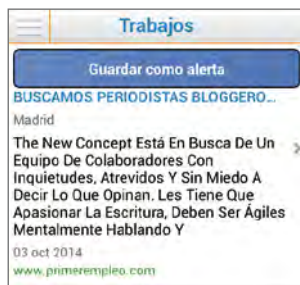 Trabajos
Guardar como alerta
BUSCAMOS PERIODISTAS BLOGGERO...
Madrid
The New Concept Está En Busca De Un
Equipo De Colaboradores Con
Inquietudes, Atrevidos Y Sin Miedo A
Decir Lo Que Opinan. Les Tiene Que
Apasionar La Escritura, Deben Ser Ágiles
Mentalmente Hablando Y
03 oct 2014
www.primerempleo.com